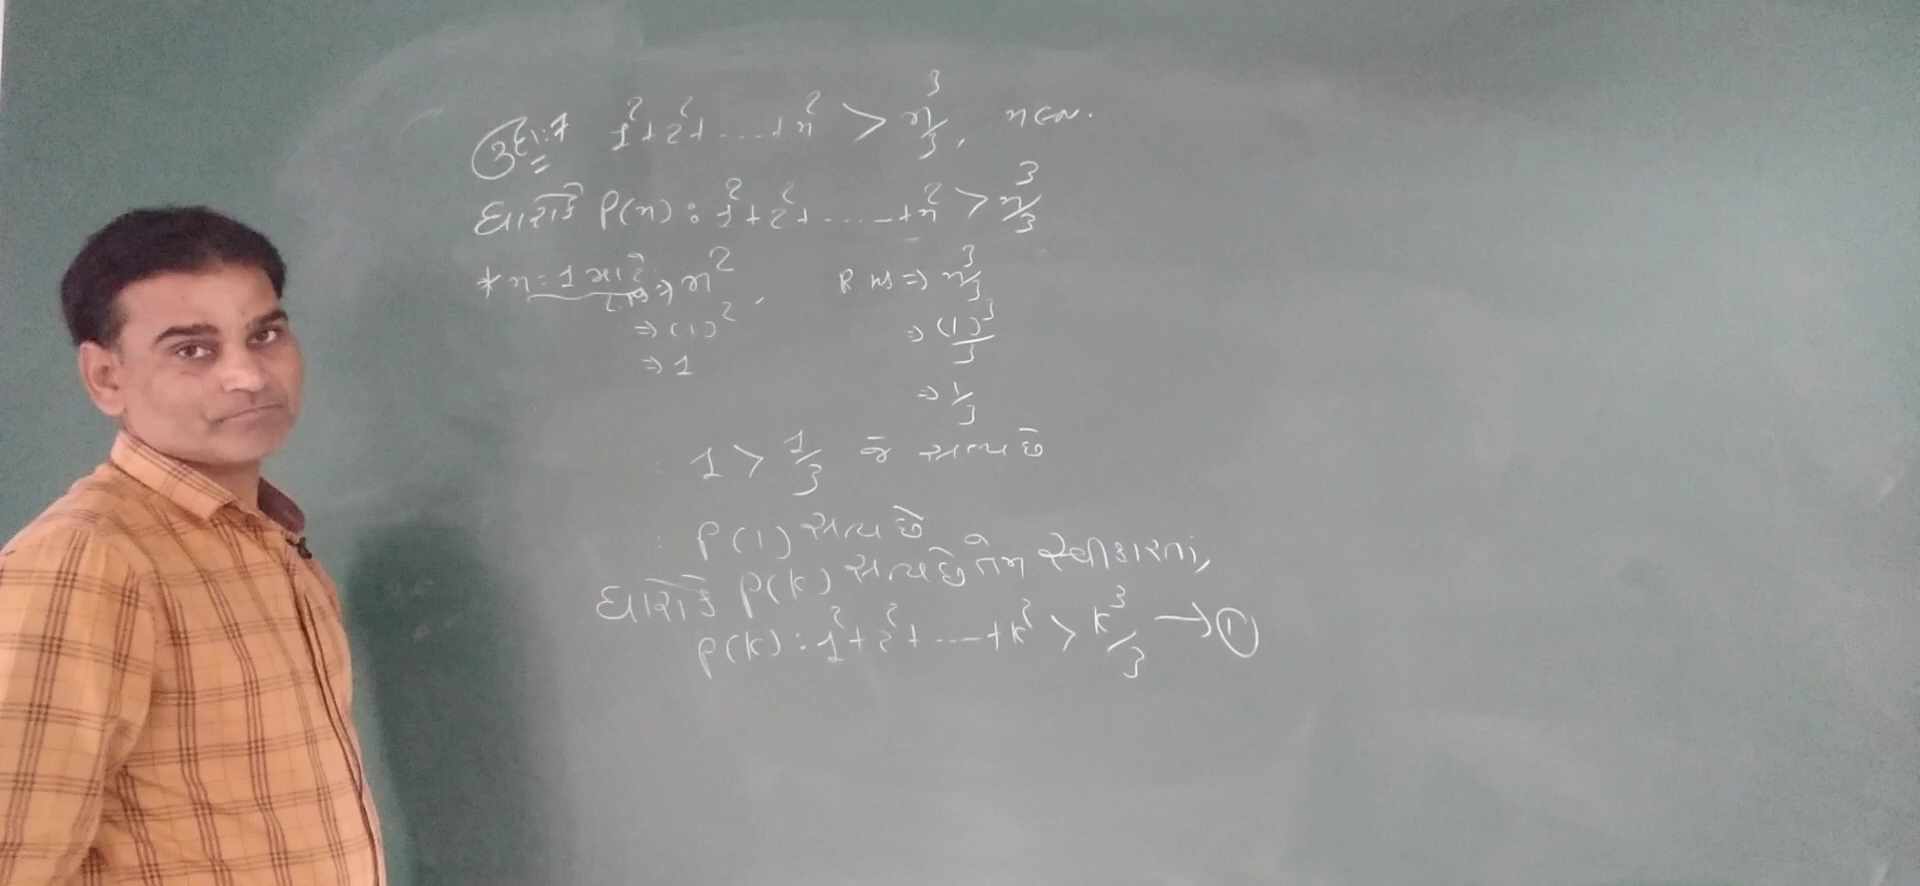 ઉદા:7 1²+2²+...+n² > n³/3, n∈N.
ધારોકે P(n): 1²+2²+......+n² > n³/3
* n=1 માટે
L.H.S ⇒ n², R HS ⇒ n³/3
⇒ (1)² ⇒ (1)³/3
⇒ 1 ⇒ 1/3
1 > 1/3 જે સત્ય છે
: P(1) સત્ય છે
ધારોકે P(k) સત્ય છે તેમ સ્વીકારતાં,
P(k): 1²+2²+...+k² > k³/3 → ①